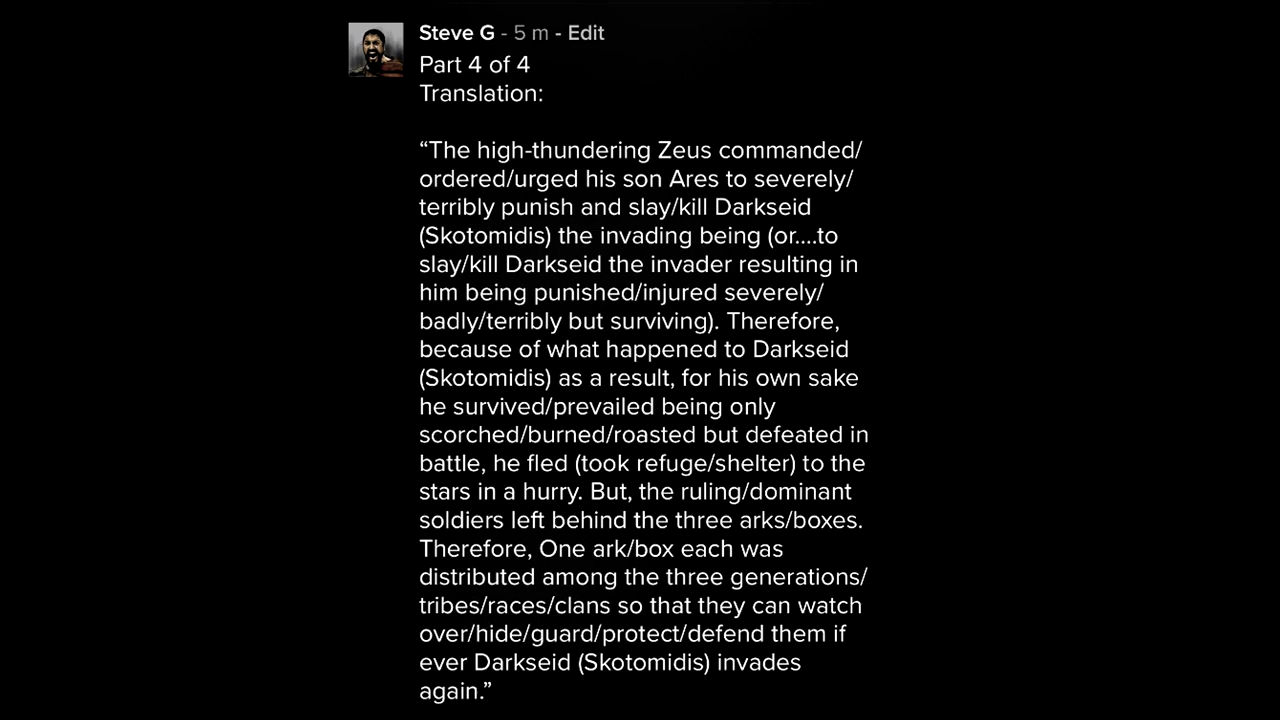 Steve G - 5 m - Edit
Part 4 of 4
Translation:
“The high-thundering Zeus commanded/
ordered/urged his son Ares to severely/
terribly punish and slay/kill Darkseid
(Skotomidis) the invading being (or....to
slay/kill Darkseid the invader resulting in
him being punished/injured severely/
badly/terribly but surviving). Therefore,
because of what happened to Darkseid
(Skotomidis) as a result, for his own sake
he survived/prevailed being only
scorched/burned/roasted but defeated in
battle, he fled (took refuge/shelter) to the
stars in a hurry. But, the ruling/dominant
soldiers left behind the three arks/boxes.
Therefore, One ark/box each was
distributed among the three generations/
tribes/races/clans so that they can watch
over/hide/guard/protect/defend them if
ever Darkseid (Skotomidis) invades
again.”